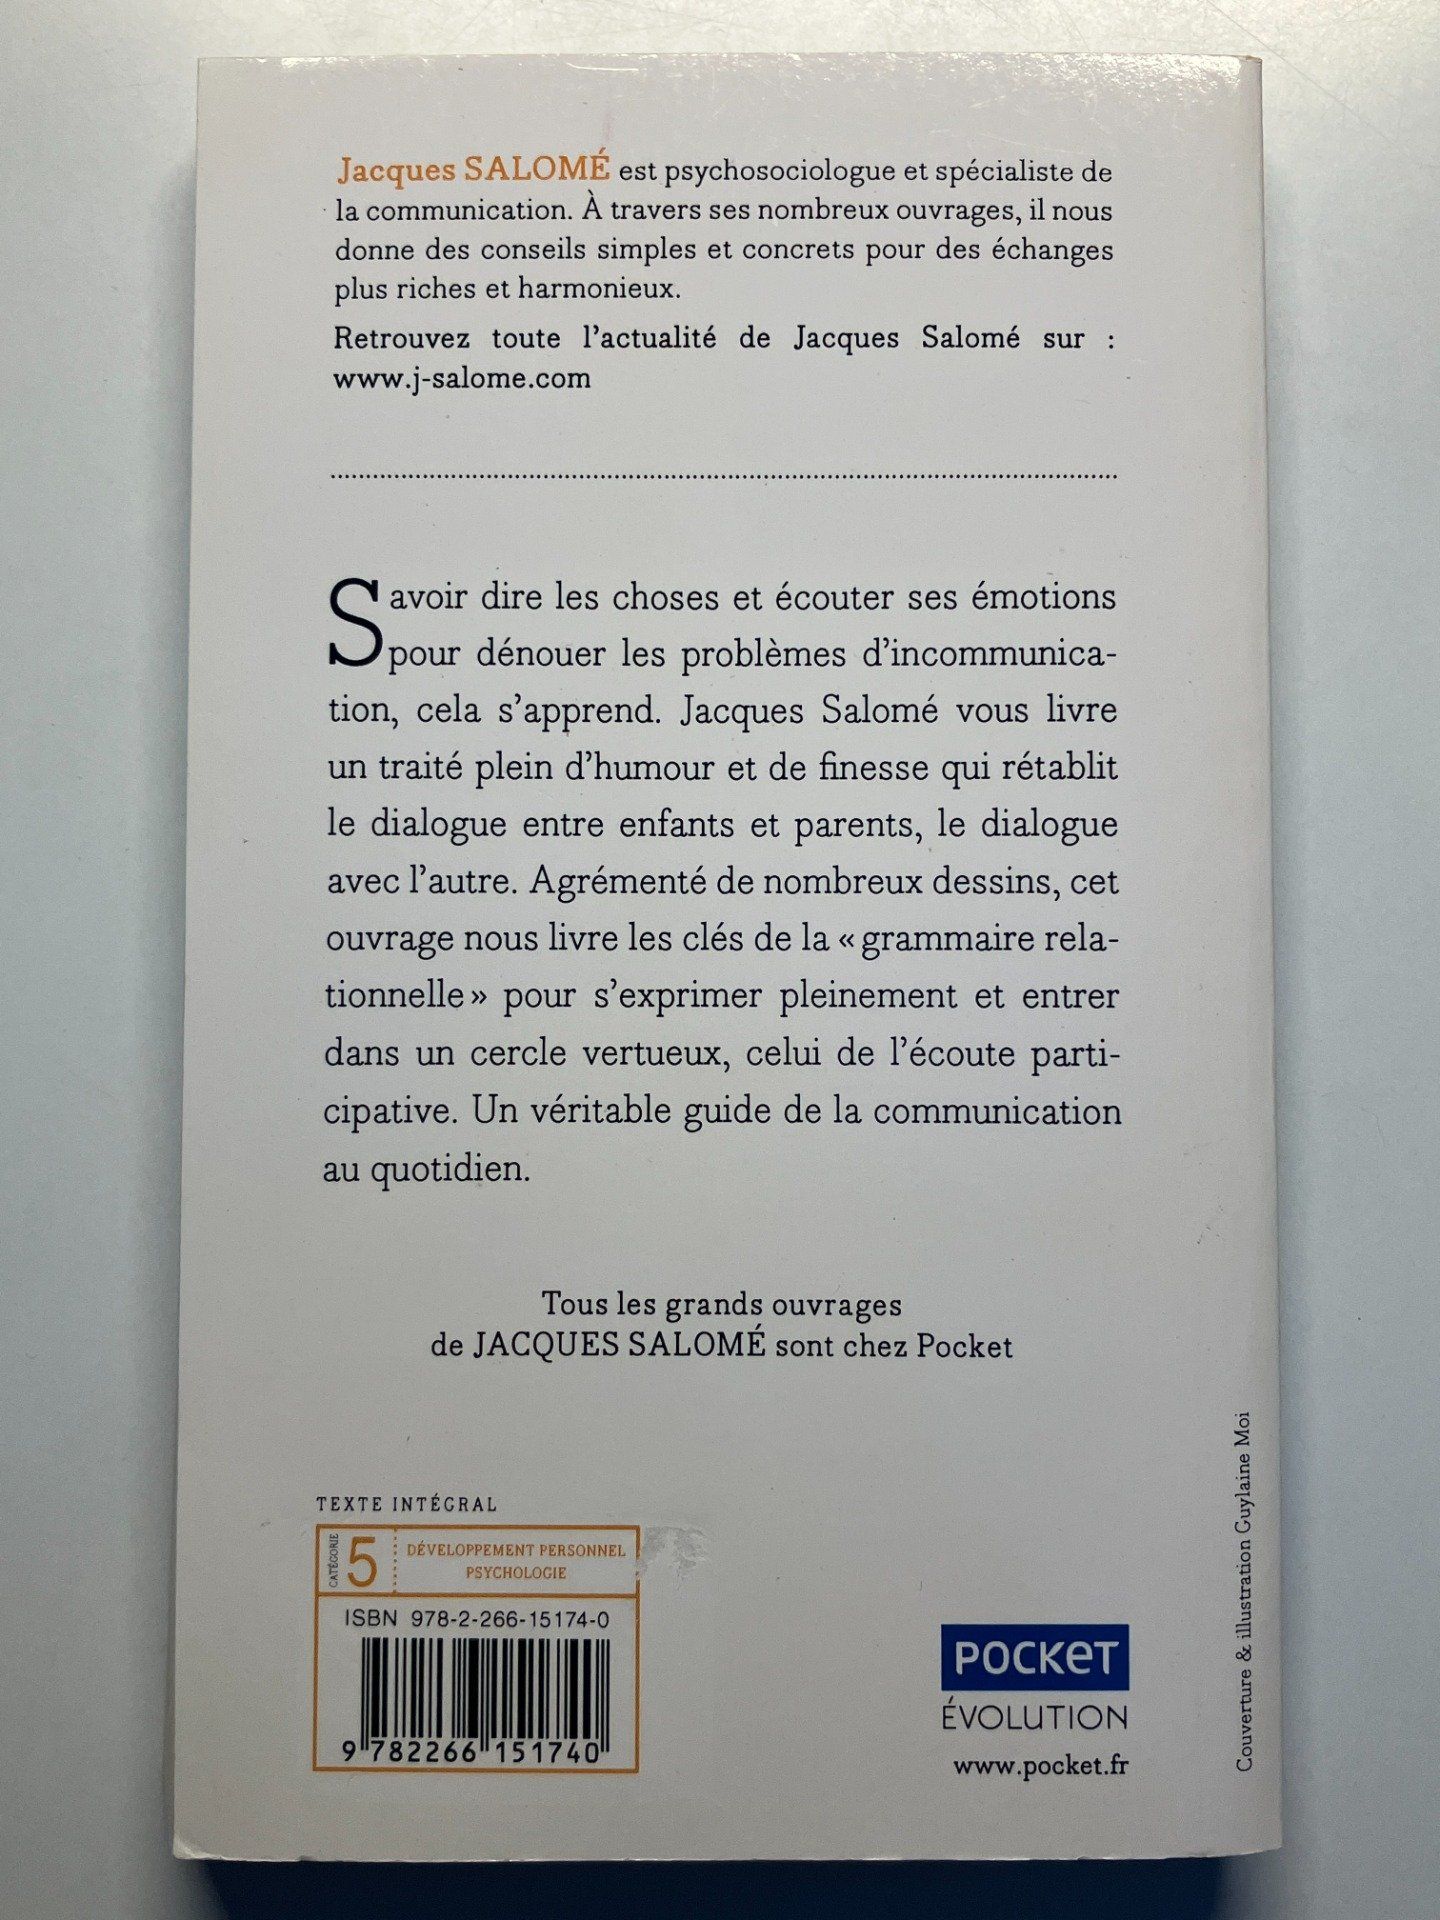 Jacques SALOMÉ est psychosociologue et spécialiste de
la communication. À travers ses nombreux ouvrages, il nous
donne des conseils simples et concrets pour des échanges
plus riches et harmonieux.
Retrouvez toute l'actualité de Jacques Salomé sur :
www.j-salome.com
Savoir dire les choses et écouter ses émotions
pour dénouer les problèmes d'incommunica-
tion, cela s'apprend. Jacques Salomé vous livre
un traité plein d'humour et de finesse qui rétablit
le dialogue entre enfants et parents, le dialogue
avec l'autre. Agrémenté de nombreux dessins, cet
ouvrage nous livre les clés de la « grammaire rela-
tionnelle » pour s'exprimer pleinement et entrer
dans un cercle vertueux, celui de l'écoute parti-
cipative. Un véritable guide de la communication
au quotidien.
Tous les grands ouvrages
de JACQUES SALOMÉ sont chez Pocket
TEXTE INTÉGRAL
CATÉGORIE 5
DÉVELOPPEMENT PERSONNEL
PSYCHOLOGIE
ISBN 978-2-266-15174-0
9 782266 151740
POCKET
ÉVOLUTION
www.pocket.fr
Couverture & illustration Guylaine Moi